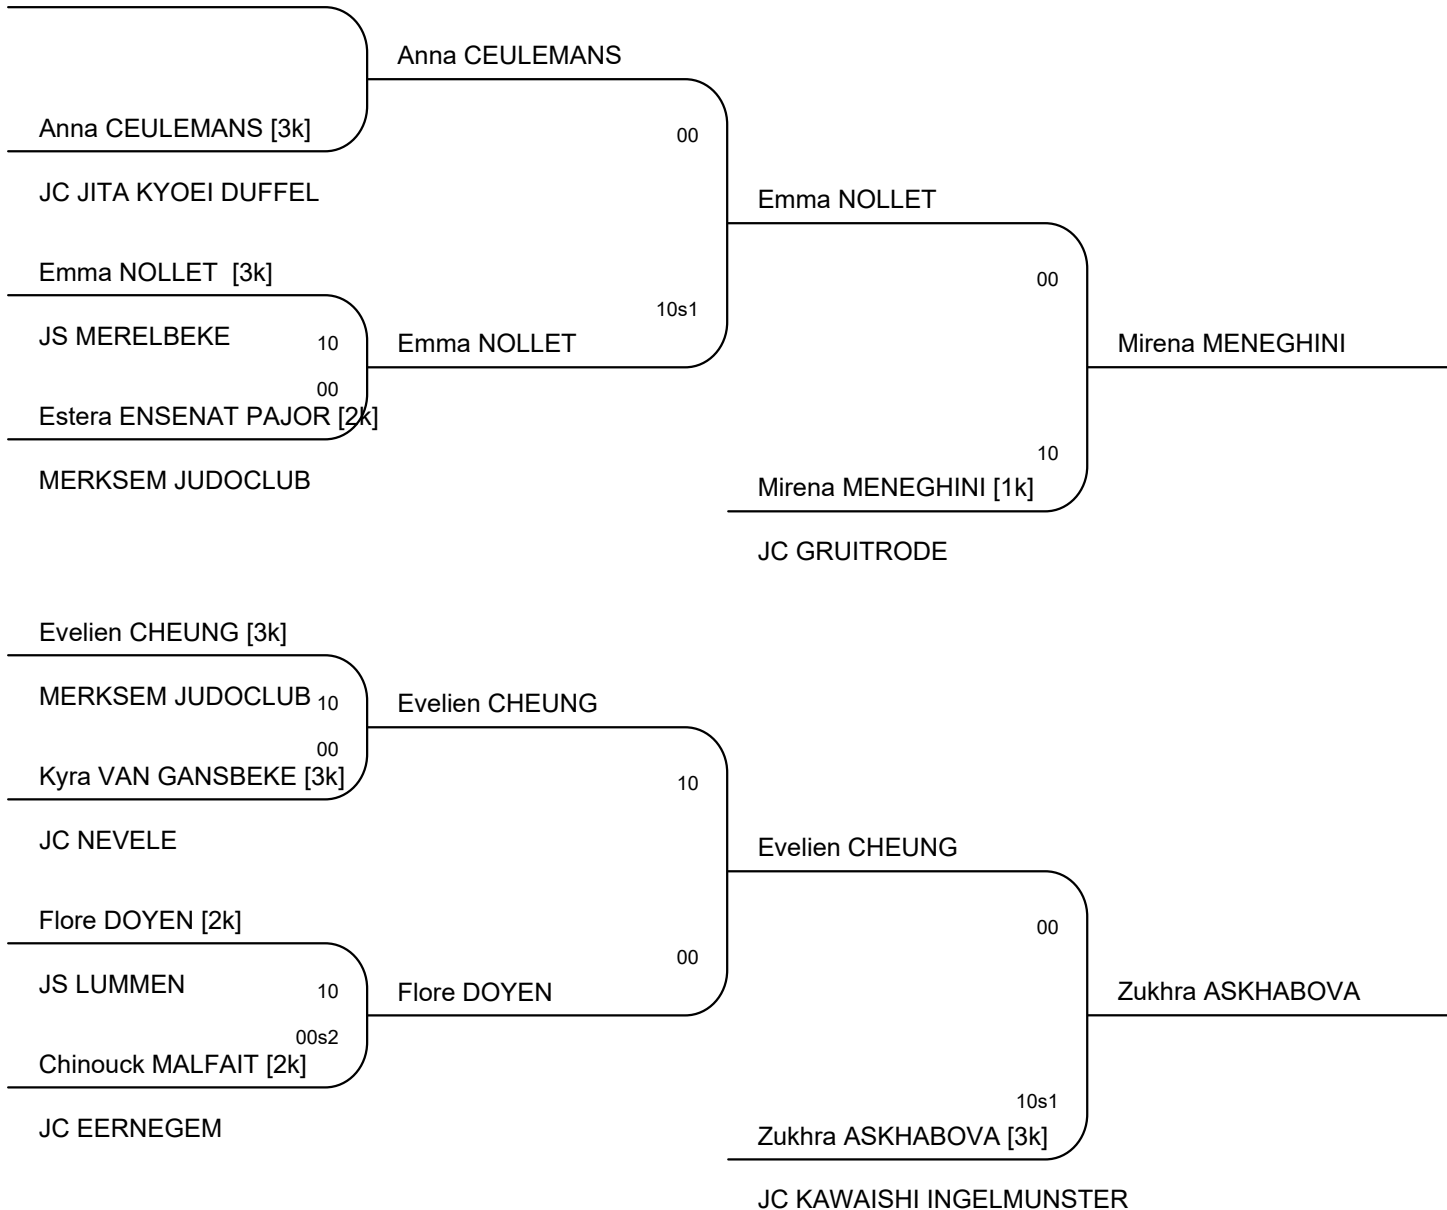 Anna CEULEMANS
Anna CEULEMANS [3k]
00
JC JITA KYOEI DUFFEL
Emma NOLLET
Emma NOLLET [3k]
00
10s1
JS MERELBEKE
10
Emma NOLLET
Mirena MENEGHINI
00
Estera ENSENAT PAJOR [2k]
10
MERKSEM JUDOCLUB
Mirena MENEGHINI [1k]
JC GRUITRODE
Evelien CHEUNG [3k]
MERKSEM JUDOCLUB
10
Evelien CHEUNG
00
Kyra VAN GANSBEKE [3k]
10
JC NEVELE
Evelien CHEUNG
Flore DOYEN [2k]
00
00
JS LUMMEN
10
Flore DOYEN
Zukhra ASKHABOVA
00s2
Chinouck MALFAIT [2k]
10s1
JC EERNEGEM
Zukhra ASKHABOVA [3k]
JC KAWAISHI INGELMUNSTER